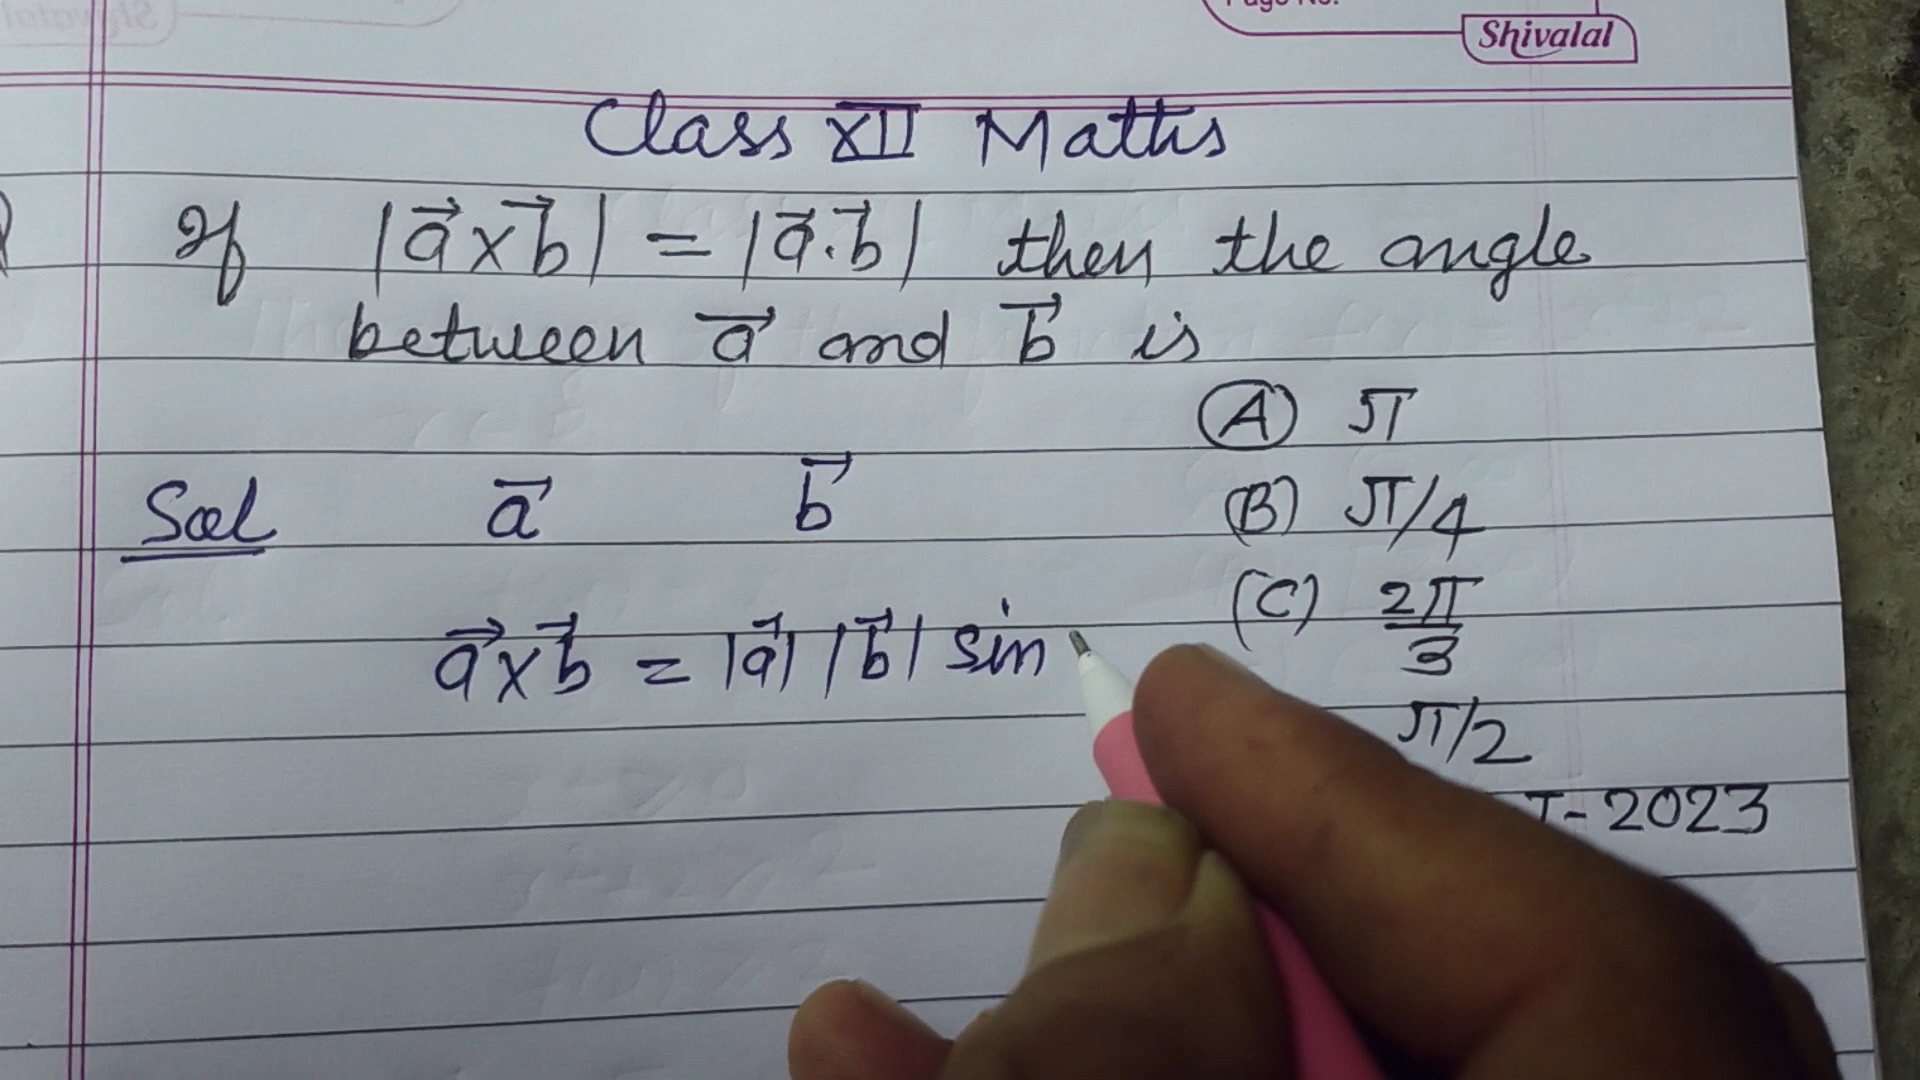 Shivalal
Class XII Maths
If |a⃗×b⃗| = |a⃗.b⃗| then the angle
between a⃗ and b⃗ is
(A) π
Sol a⃗ b⃗ (B) π/4
(C) 2π/3
a⃗×b⃗ = |a⃗| |b⃗| sin
π/2
-2023